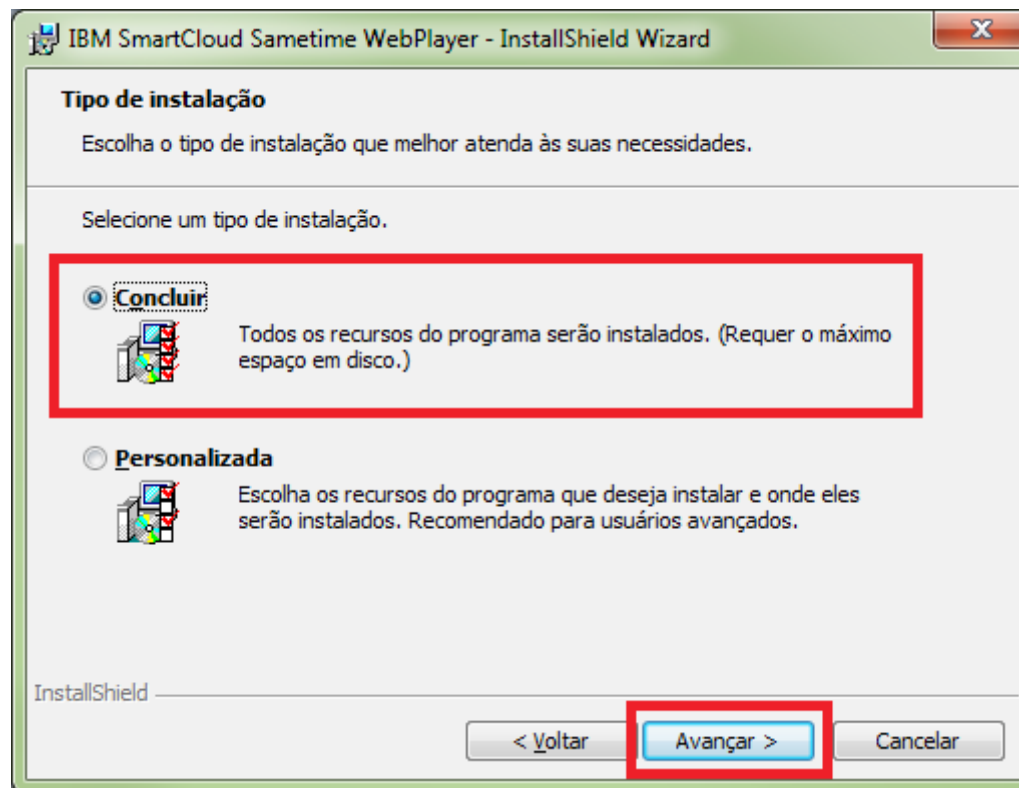 IBM SmartCloud Sametime WebPlayer - InstallShield Wizard
Tipo de instalação
Escolha o tipo de instalação que melhor atenda às suas necessidades.
Selecione um tipo de instalação.
Concluir
Todos os recursos do programa serão instalados. (Requer o máximo
espaço em disco.)
Personalizada
Escolha os recursos do programa que deseja instalar e onde eles
serão instalados. Recomendado para usuários avançados.
InstallShield
< Voltar
Avançar >
Cancelar